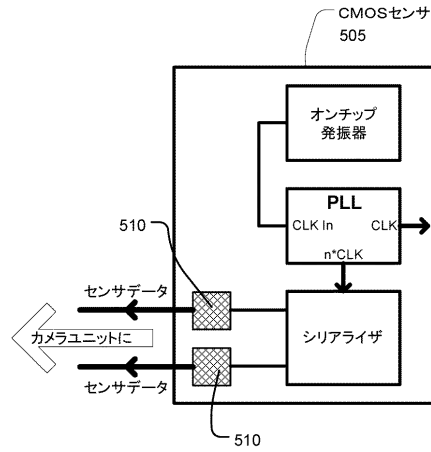 CMOSセンサ
505
オンチップ
発振器
PLL
CLK In
CLK
n*CLK
510
センサデータ
カメラユニットに
シリアライザ
センサデータ
510